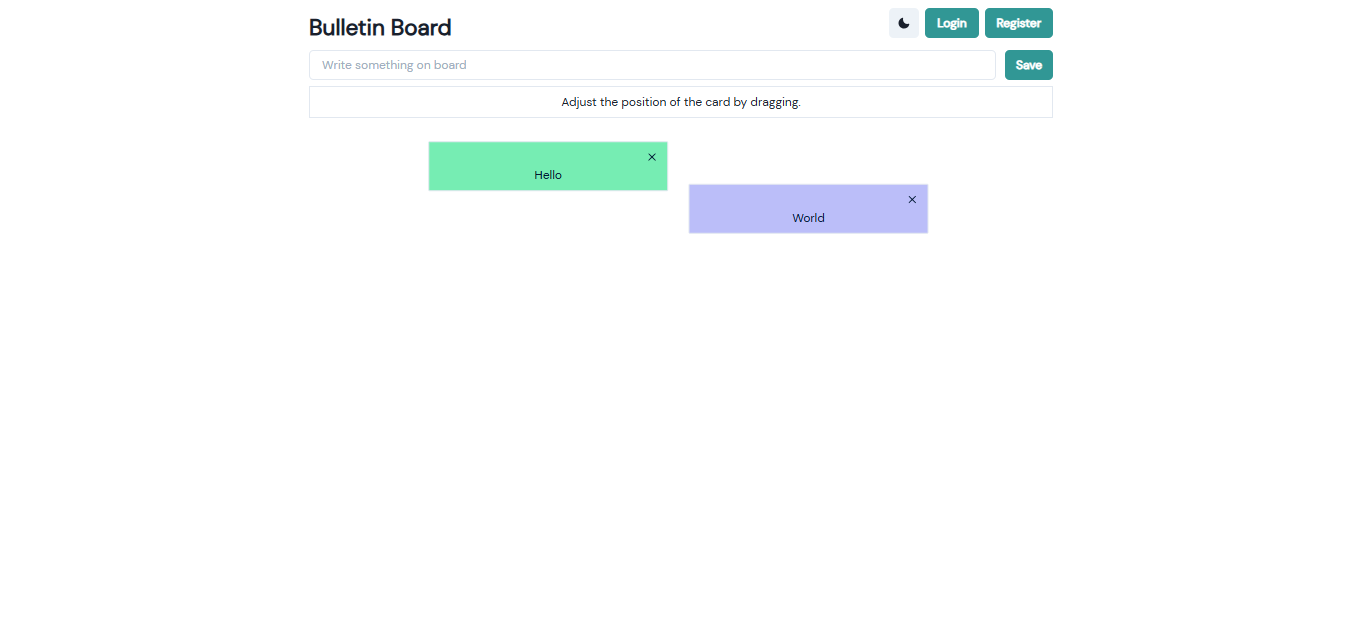 Bulletin Board
Login
Register
Write something on board
Save
Adjust the position of the card by dragging.
Hello
World